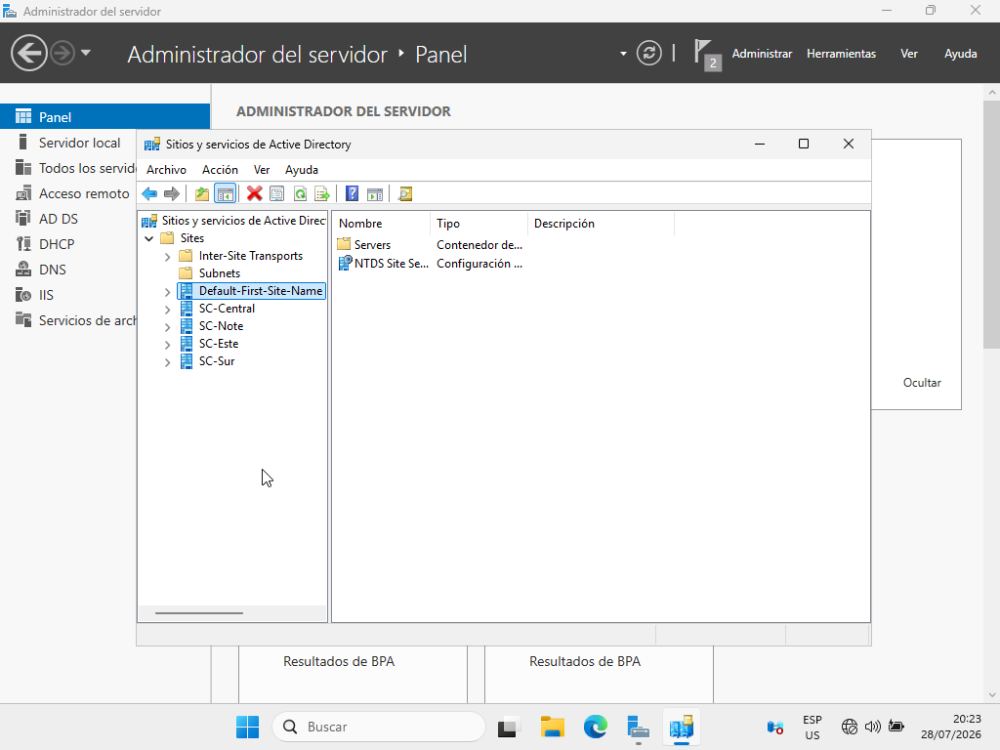 Administrador del servidor
Administrador del servidor
Panel
2
Administrar
Herramientas
Ver
Ayuda
Panel
Servidor local
Todos los servid
Acceso remoto
AD DS
DHCP
DNS
IIS
Servicios de arch
ADMINISTRADOR DEL SERVIDOR
Ocultar
Sitios y servicios de Active Directory
Archivo
Acción
Ver
Ayuda
Sitios y servicios de Active Direc
Sites
Inter-Site Transports
Subnets
Default-First-Site-Name
SC-Central
SC-Note
SC-Este
SC-Sur
Nombre Tipo Descripción
Servers Contenedor de...
NTDS Site Se... Configuración ...
Resultados de BPA
Resultados de BPA
Buscar
ESP
US
20:23
28/07/2026